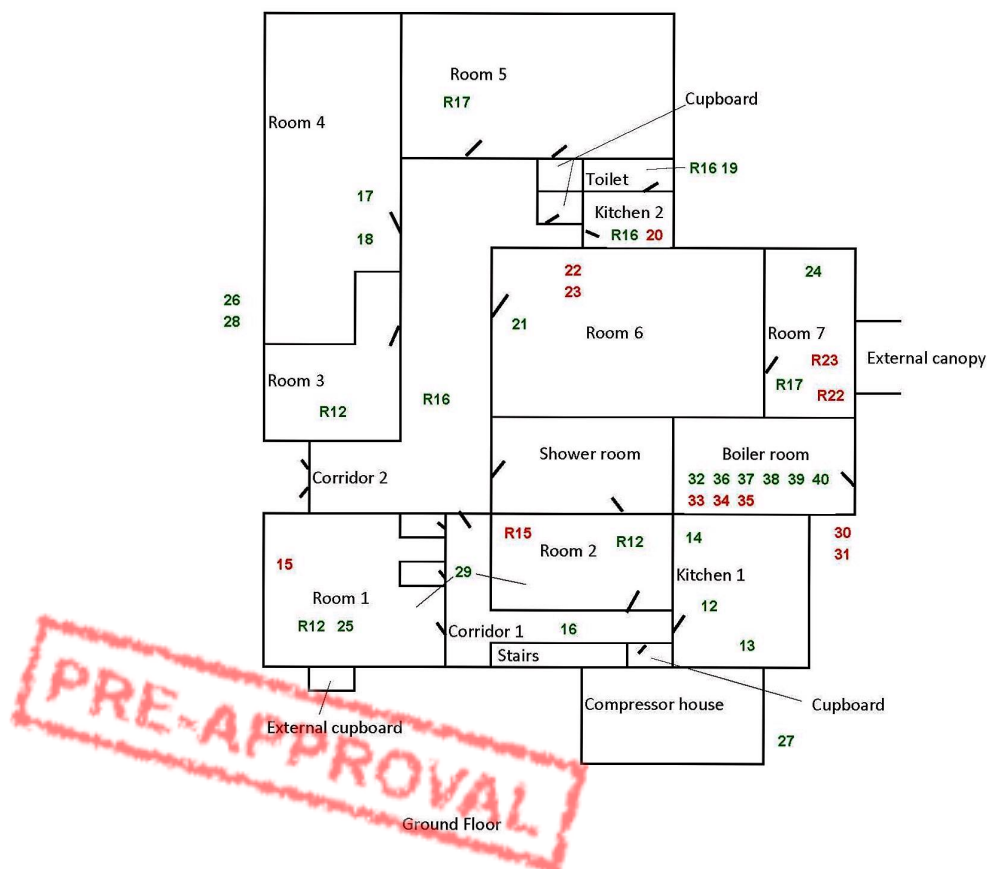 Room 5
R17
Cupboard
Room 4
R16 19
Toilet
17
Kitchen 2
18
R16 20
22
24
23
26
21
28
Room 6
Room 7
External canopy
R23
Room 3
R17
R22
R16
R12
Shower room
Boiler room
Corridor 2
32 36 37 38 39 40
33 34 35
R15
R12
14
30
Room 2
31
15
29
Kitchen 1
Room 1
12
R12 25
Corridor 1
16
13
Stairs
Compressor house
Cupboard
External cupboard
27
PRE-APPROVAL
Ground Floor